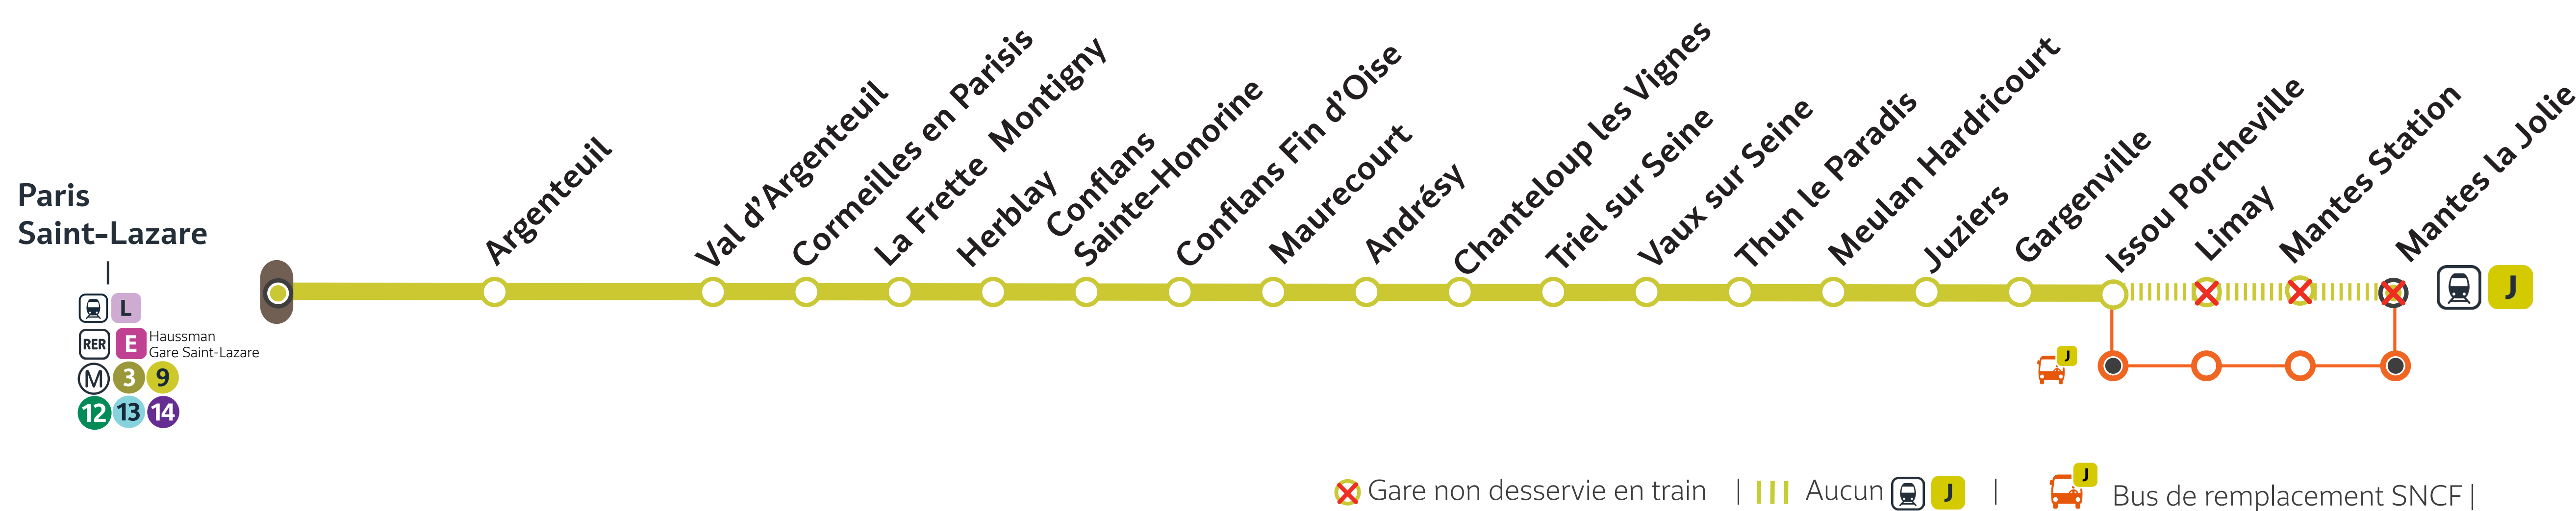 Paris
Saint-Lazare
L
RER E Haussman
Gare Saint-Lazare
M 3 9
12 13 14
Argenteuil
Val d'Argenteuil
Cormeilles en Parisis
La Frette Montigny
Herblay
Conflans
Sainte-Honorine
Conflans Fin d'Oise
Maurecourt
Andrésy
Chanteloup les Vignes
Triel sur Seine
Vaux sur Seine
Thun le Paradis
Meulan Hardricourt
Juziers
Gargenville
Issou Porcheville
Limay
Mantes Station
Mantes la Jolie
J
J
Gare non desservie en train | Aucun J | J Bus de remplacement SNCF |